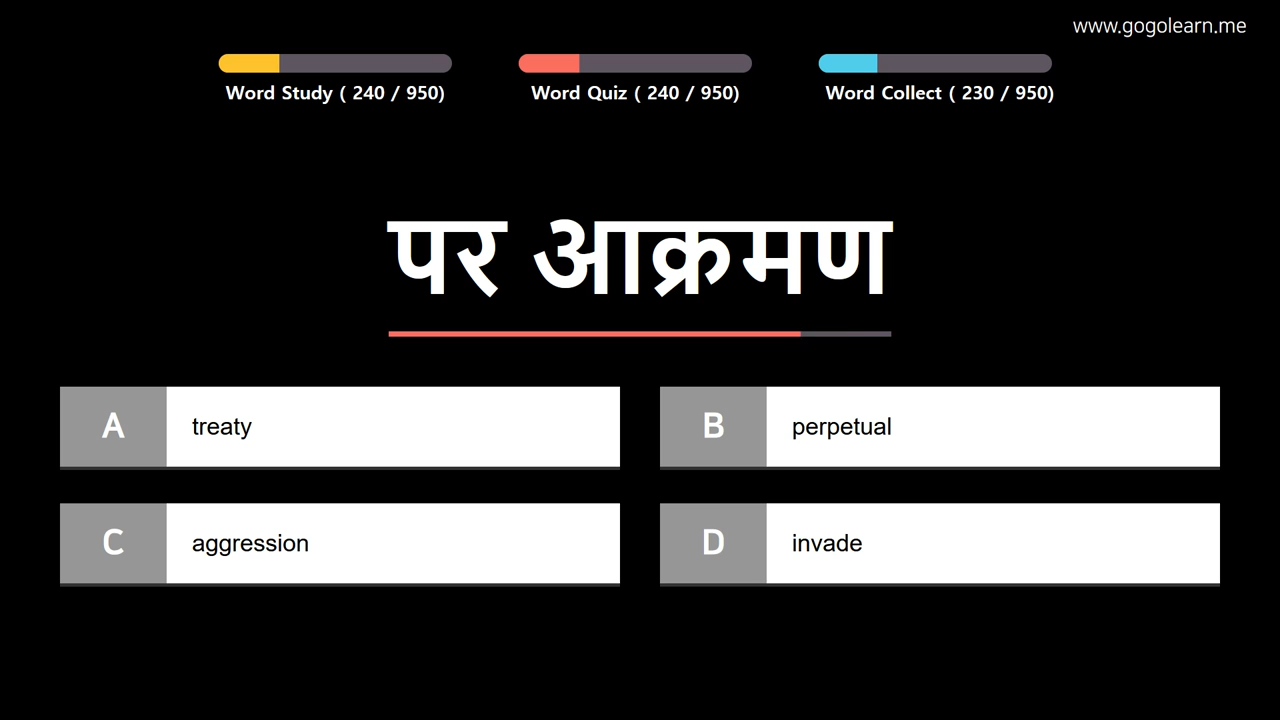 www.gogolearn.me
Word Study ( 240 / 950)
Word Quiz ( 240 / 950)
Word Collect ( 230 / 950)
पर आक्रमण
A treaty
B perpetual
C aggression
D invade